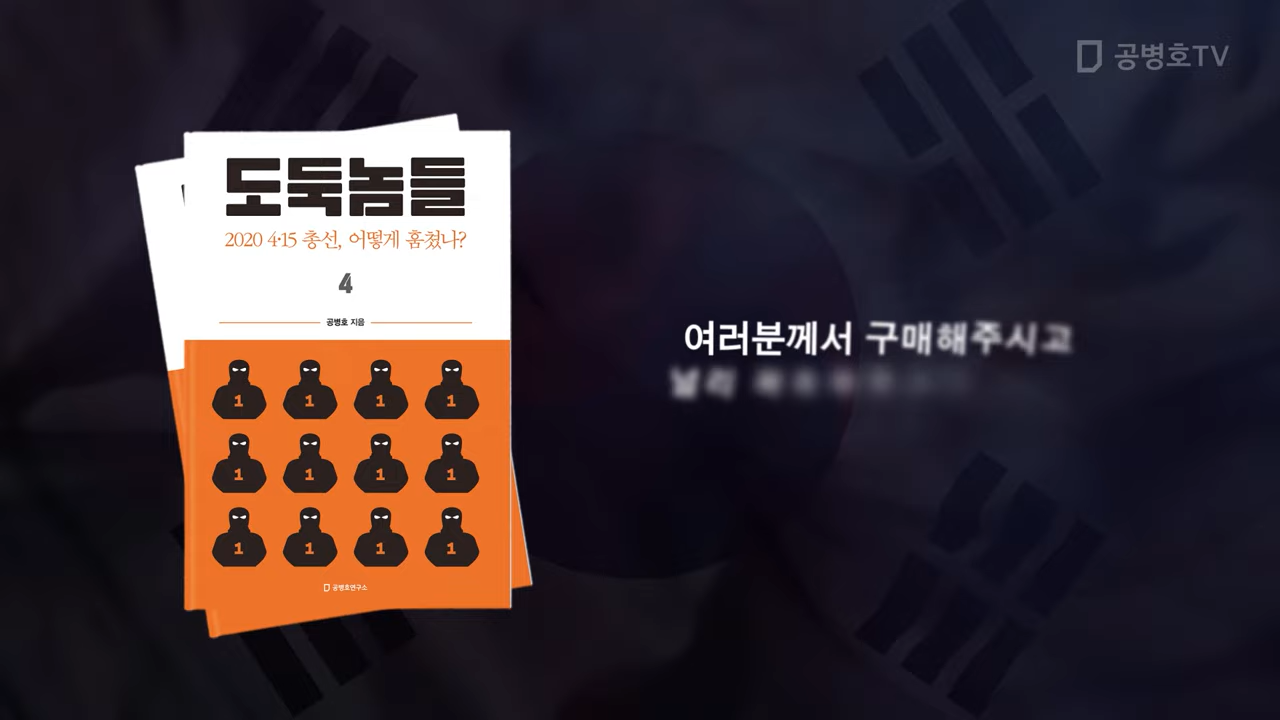 공병호TV
도둑놈들
2020 4·15 총선, 어떻게 훔쳤나?
4
공병호 지음
1 1 1 1
1 1 1 1
1 1 1 1
공병호연구소
여러분께서 구매해주시고
널리